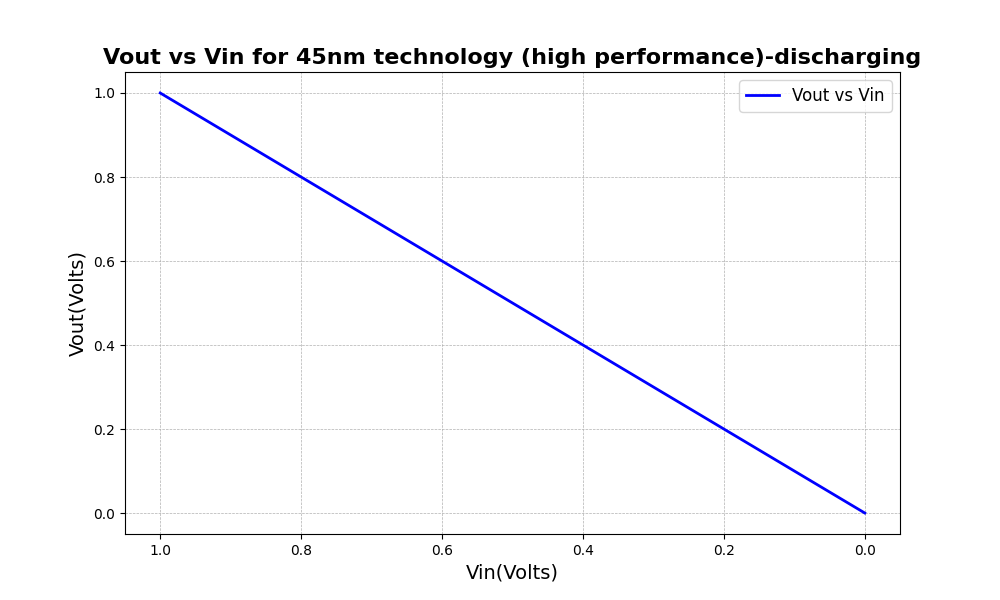 Vout vs Vin for 45nm technology (high performance)-discharging
Vout vs Vin
1.0
0.8
0.6
0.4
0.2
0.0
Vout(Volts)
1.0 0.8 0.6 0.4 0.2 0.0
Vin(Volts)